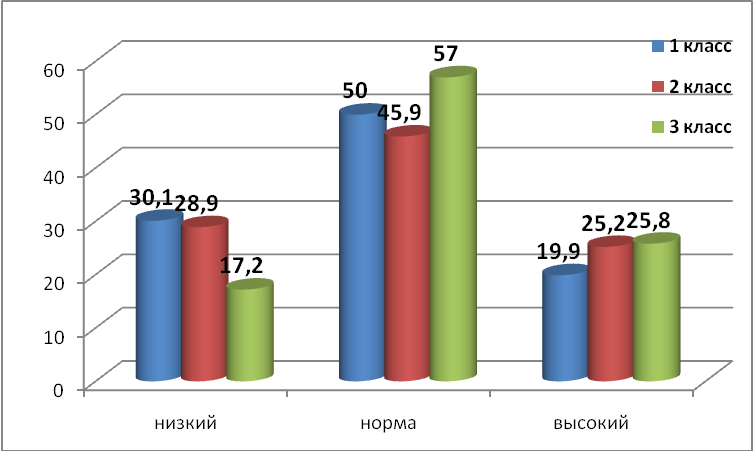 1 класс
2 класс
3 класс
60
50
40
30
20
10
0
30,1
28,9
17,2
50
45,9
57
19,9
25,2
25,8
низкий
норма
высокий